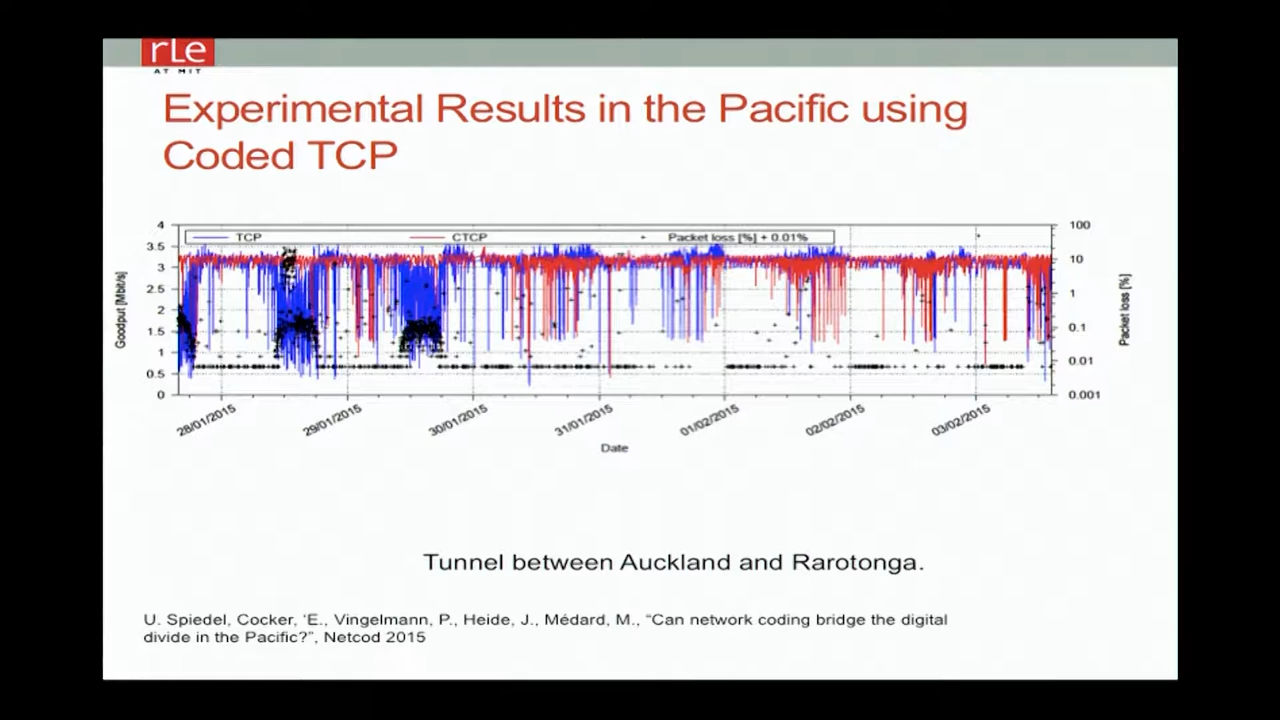 rLe
AT MIT
Experimental Results in the Pacific using
Coded TCP
TCP
CTCP
Packet loss [%] + 0.01%
Goodput [Mbit/s]
4
3.5
3
2.5
2
1.5
1
0.5
0
100
10
1
0.1
0.01
0.001
Packet loss [%]
28/01/2015
29/01/2015
30/01/2015
31/01/2015
01/02/2015
02/02/2015
03/02/2015
Date
Tunnel between Auckland and Rarotonga.
U. Spiedel, Cocker, ‘E., Vingelmann, P., Heide, J., Médard, M., “Can network coding bridge the digital
divide in the Pacific?”, Netcod 2015